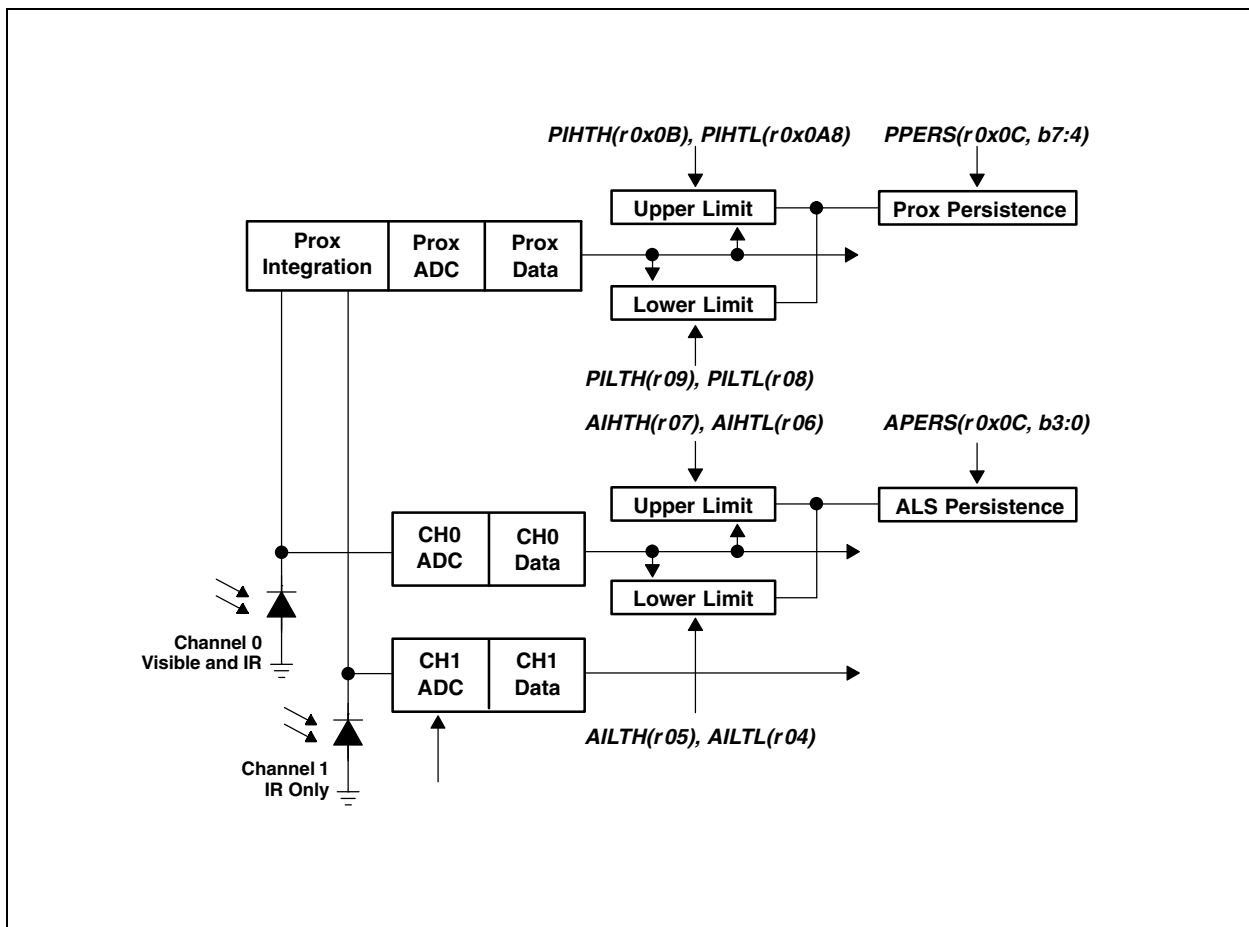 PIHTH(r0x0B), PIHTL(r0x0A8)
PPERS(r0x0C, b7:4)
Upper Limit
Prox Persistence
Prox
Integration
Prox
ADC
Prox
Data
Lower Limit
PILTH(r09), PILTL(r08)
AIHTH(r07), AIHTL(r06)
APERS(r0x0C, b3:0)
Upper Limit
ALS Persistence
CH0
ADC
CH0
Data
Lower Limit
Channel 0
Visible and IR
CH1
ADC
CH1
Data
AILTH(r05), AILTL(r04)
Channel 1
IR Only